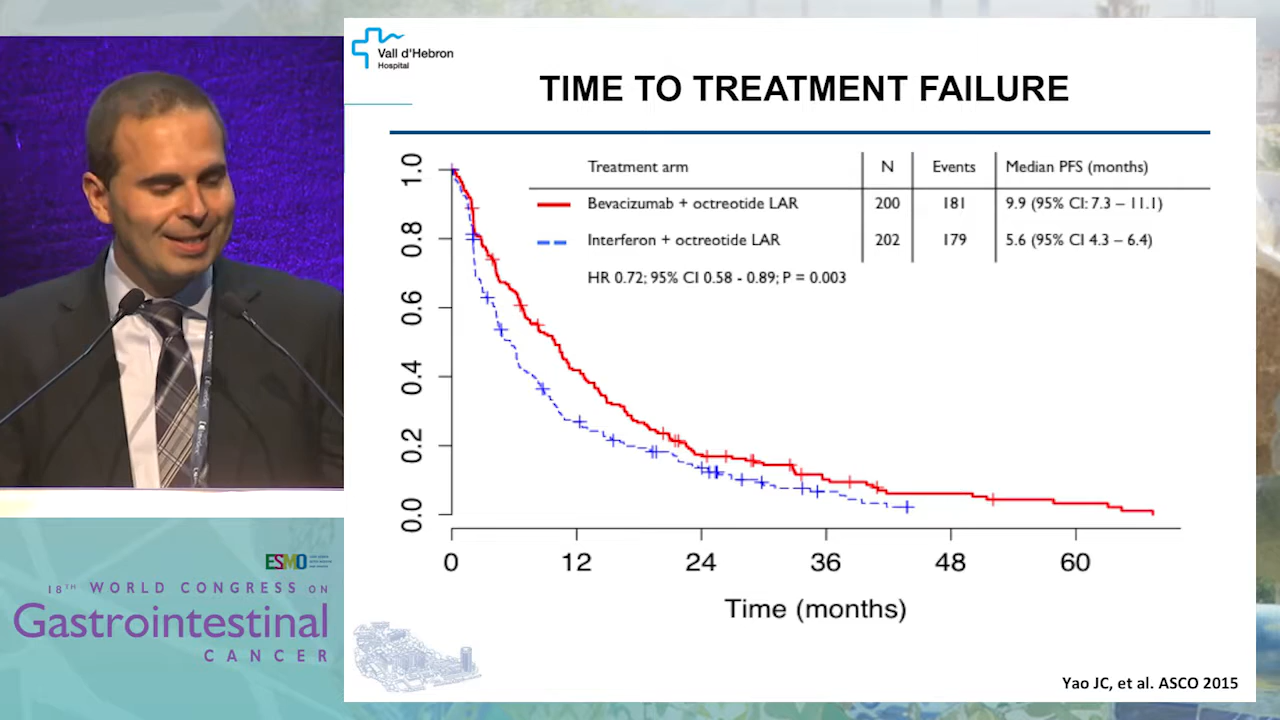 Vall d'Hebron
Hospital
TIME TO TREATMENT FAILURE
Treatment arm N Events Median PFS (months)
Bevacizumab + octreotide LAR 200 181 9.9 (95% CI: 7.3 – 11.1)
Interferon + octreotide LAR 202 179 5.6 (95% CI 4.3 – 6.4)
HR 0.72; 95% CI 0.58 - 0.89; P = 0.003
1.0
0.8
0.6
0.4
0.2
0.0
0 12 24 36 48 60
Time (months)
Yao JC, et al. ASCO 2015
ESMO
18TH WORLD CONGRESS ON
Gastrointestinal
CANCER